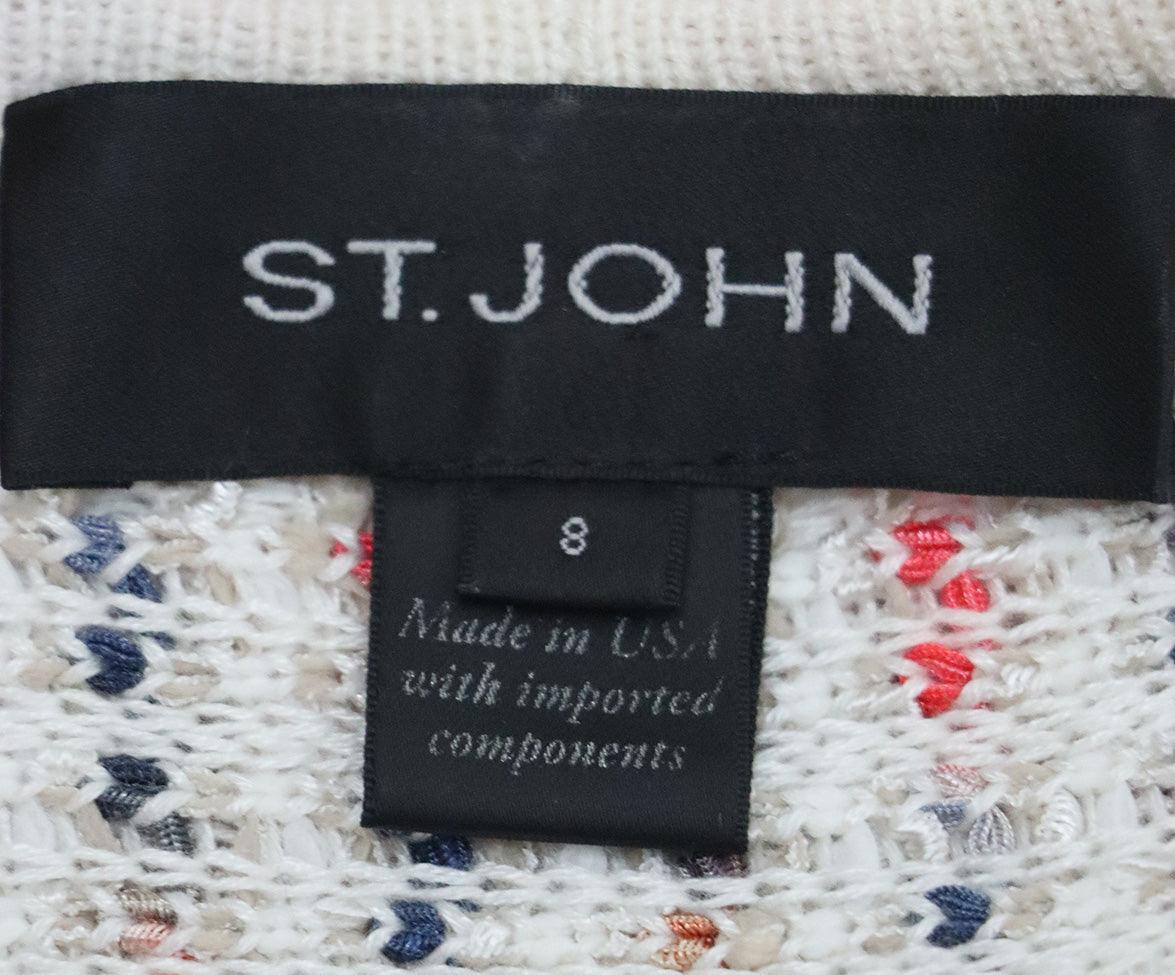 ST. JOHN
8
Made in USA
with imported
components